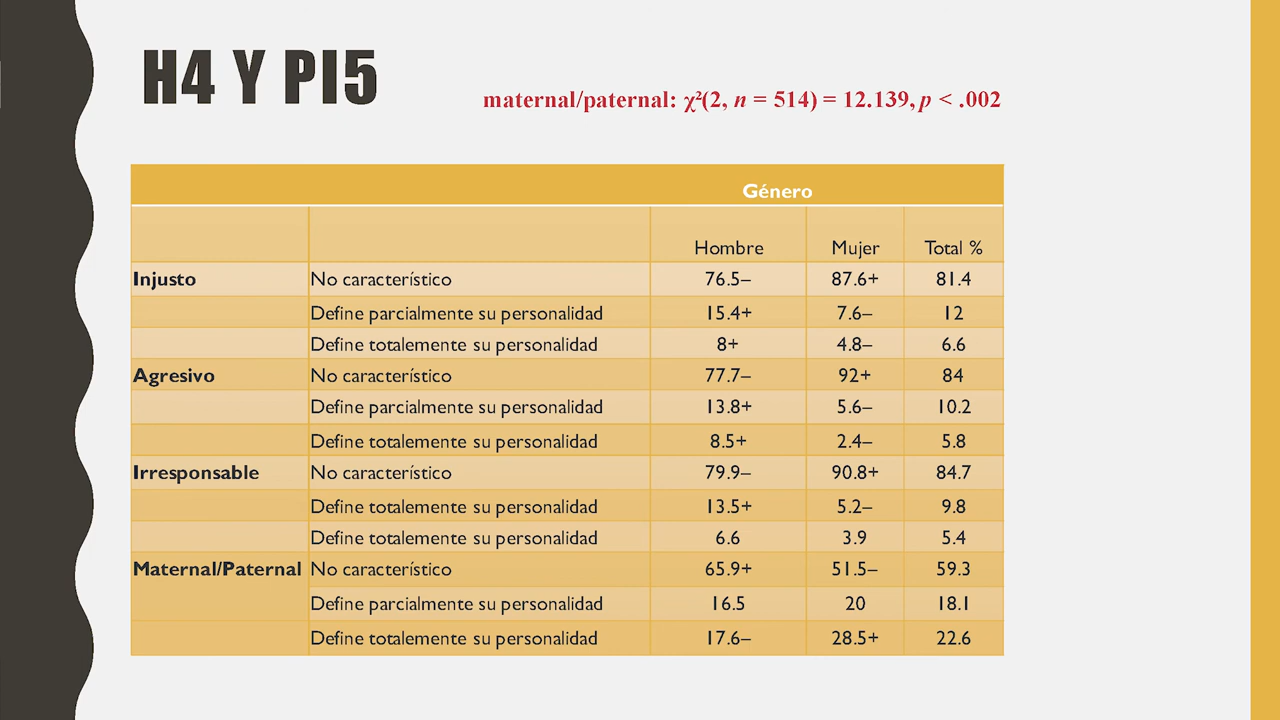 H4 Y PI5
maternal/paternal: χ²(2, n = 514) = 12.139, p < .002
Género
Hombre Mujer Total %
Injusto No característico 76.5– 87.6+ 81.4
Define parcialmente su personalidad 15.4+ 7.6– 12
Define totalemente su personalidad 8+ 4.8– 6.6
Agresivo No característico 77.7– 92+ 84
Define parcialmente su personalidad 13.8+ 5.6– 10.2
Define totalemente su personalidad 8.5+ 2.4– 5.8
Irresponsable No característico 79.9– 90.8+ 84.7
Define totalemente su personalidad 13.5+ 5.2– 9.8
Define totalemente su personalidad 6.6 3.9 5.4
Maternal/Paternal No característico 65.9+ 51.5– 59.3
Define parcialmente su personalidad 16.5 20 18.1
Define totalemente su personalidad 17.6– 28.5+ 22.6